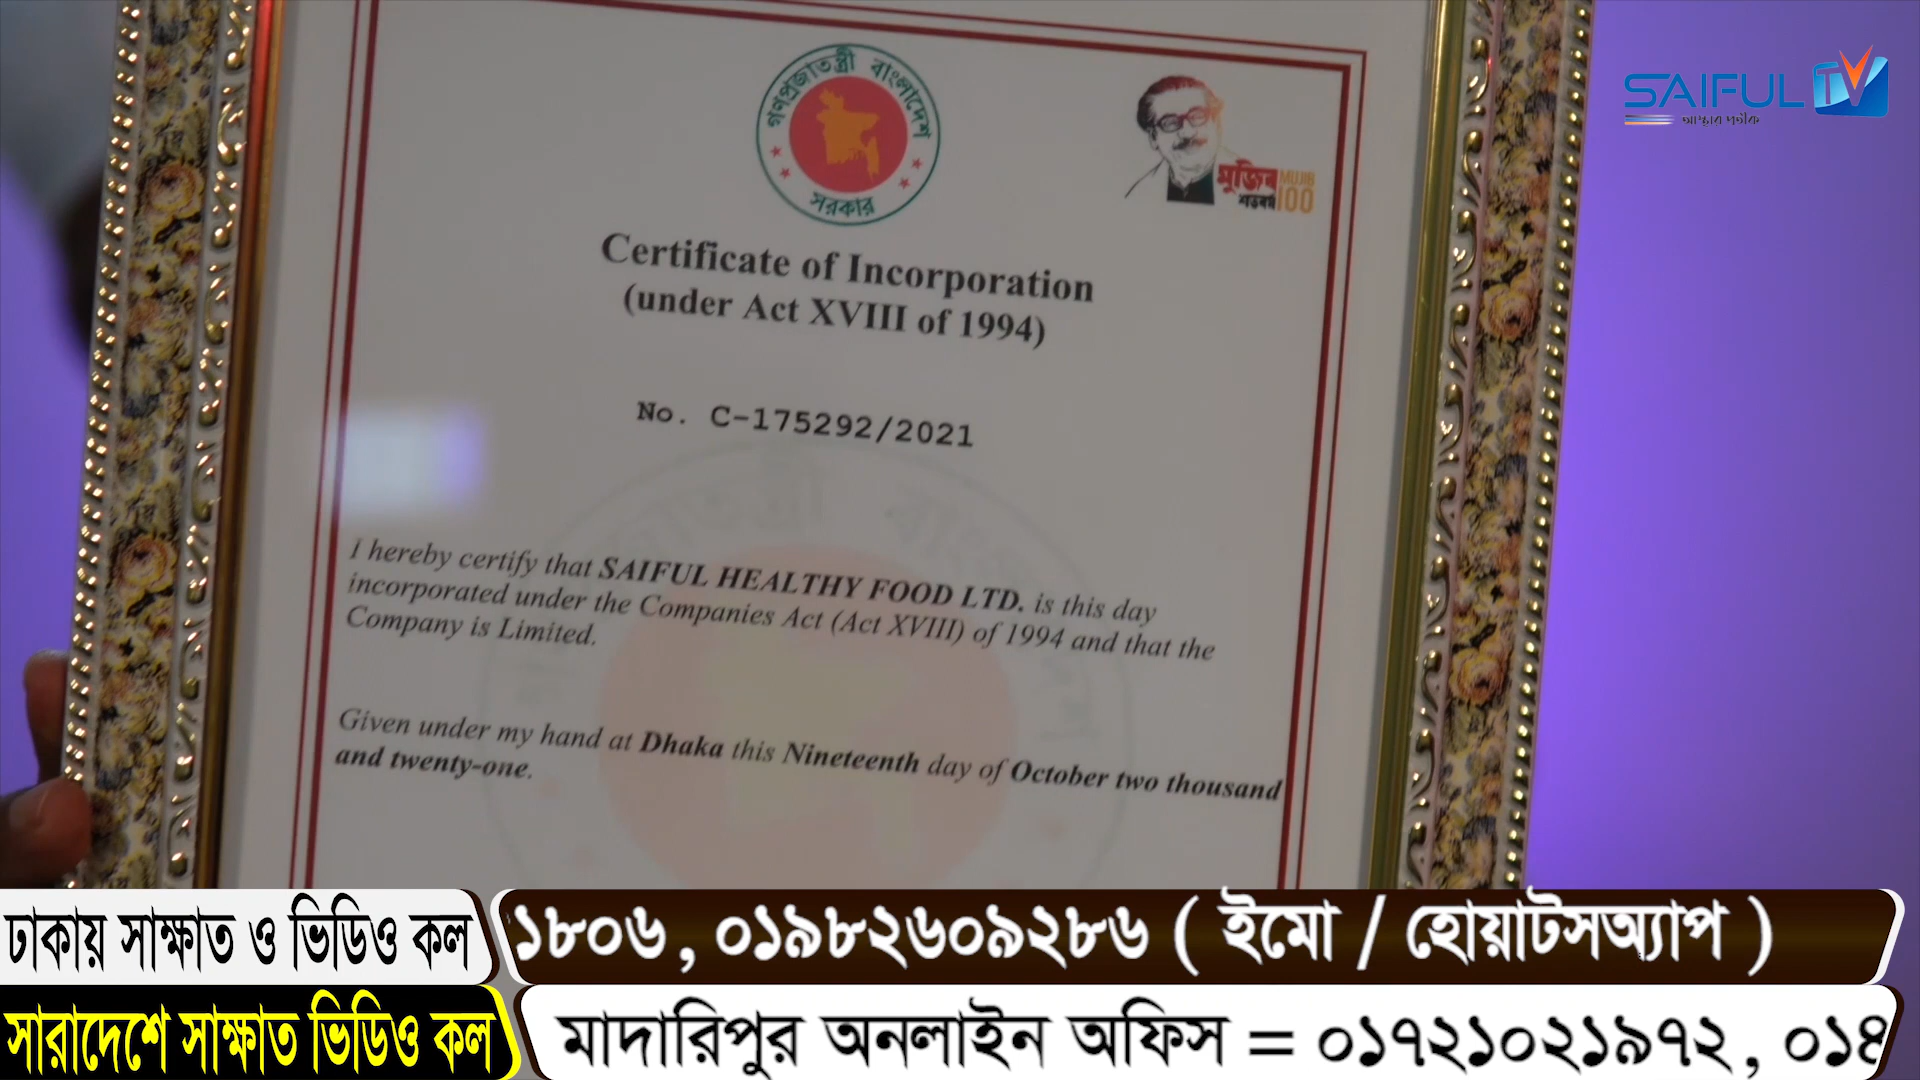 গণপ্রজাতন্ত্রী বাংলাদেশ
সরকার
মুজিব MUJIB
শতবর্ষ 100
SAIFUL TV
আস্থার প্রতীক
Certificate of Incorporation
(under Act XVIII of 1994)
No. C-175292/2021
I hereby certify that SAIFUL HEALTHY FOOD LTD. is this day
incorporated under the Companies Act (Act XVIII) of 1994 and that the
Company is Limited.
Given under my hand at Dhaka this Nineteenth day of October two thousand
and twenty-one.
ঢাকায় সাক্ষাত ও ভিডিও কল
১৮০৬, ০১৯৮২৬০৯২৮৬ ( ইমো / হোয়াটসঅ্যাপ )
সারাদেশে সাক্ষাত ভিডিও কল
মাদারিপুর অনলাইন অফিস = ০১৭২১০২১৯৭২, ০১৪